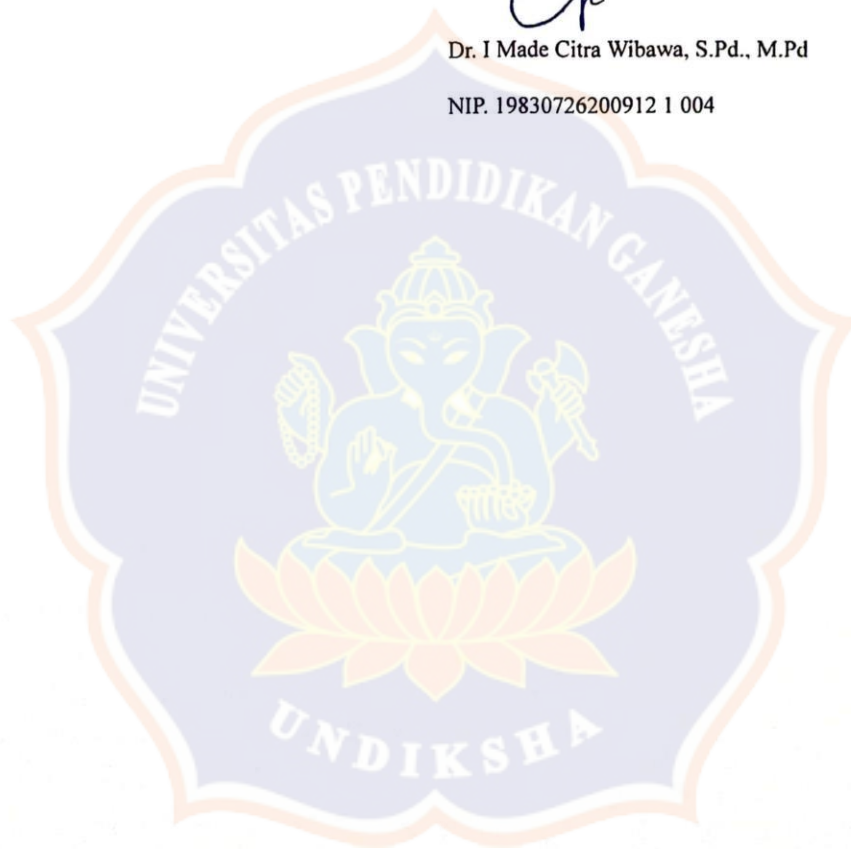 Dr. I Made Citra Wibawa, S.Pd., M.Pd
NIP. 19830726200912 1 004
UNIVERSITAS PENDIDIKAN GANESHA
UNDIKSHA